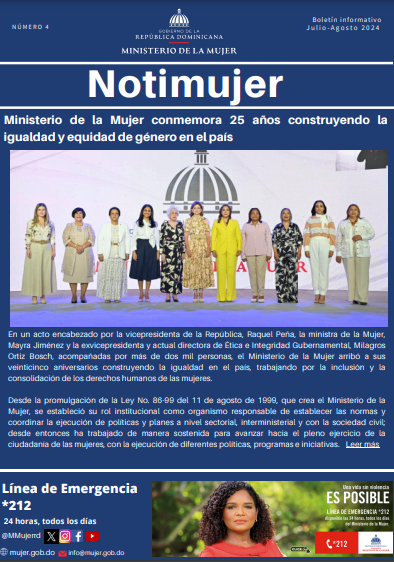 NÚMERO 4
GOBIERNO DE LA
REPÚBLICA DOMINICANA
MINISTERIO DE LA MUJER
Boletín informativo
Julio-Agosto 2024
Notimujer
Ministerio de la Mujer conmemora 25 años construyendo la
igualdad y equidad de género en el país
En un acto encabezado por la vicepresidenta de la República, Raquel Peña, la ministra de la Mujer,
Mayra Jiménez y la exvicepresidenta y actual directora de Ética e Integridad Gubernamental, Milagros
Ortiz Bosch, acompañadas por más de dos mil personas, el Ministerio de la Mujer arribó a sus
veinticinco aniversarios construyendo la igualdad en el país, trabajando por la inclusión y la
consolidación de los derechos humanos de las mujeres.
Desde la promulgación de la Ley No. 86-99 del 11 de agosto de 1999, que crea el Ministerio de la
Mujer, se estableció su rol institucional como organismo responsable de establecer las normas y
coordinar la ejecución de políticas y planes a nivel sectorial, interministerial y con la sociedad civil;
desde entonces ha trabajado de manera sostenida para avanzar hacia el pleno ejercicio de la
ciudadanía de las mujeres, con la ejecución de diferentes políticas, programas e iniciativas. Leer más
Línea de Emergencia
*212
24 horas, todos los días
@MMujerrd
mujer.gob.do info@mujer.gob.do
Una vida sin violencia
ES POSIBLE
LÍNEA DE EMERGENCIA *212
disponible las 24 horas, todos los días
del Ministerio de la Mujer.
*212